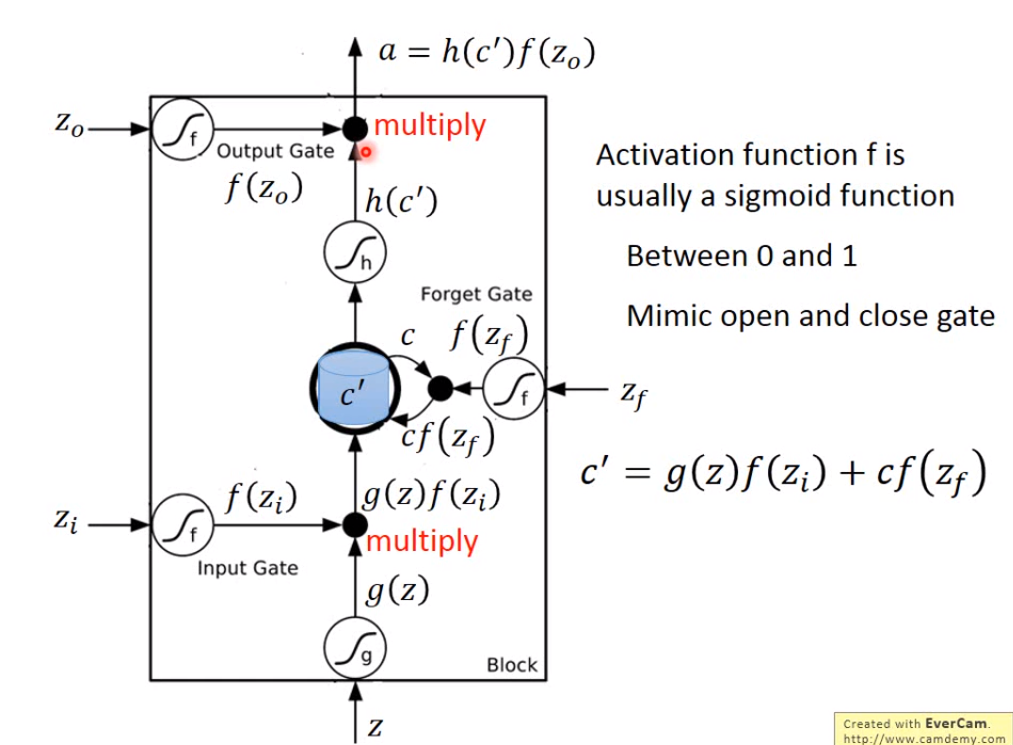 a = h(c′)f(z_o)
z_o
f
multiply
Output Gate
f(z_o)
h(c′)
h
Activation function f is
usually a sigmoid function
Between 0 and 1
Mimic open and close gate
Forget Gate
c
f(z_f)
c′
f
z_f
cf(z_f)
c′ = g(z)f(z_i) + cf(z_f)
f(z_i)
g(z)f(z_i)
z_i
f
multiply
Input Gate
g(z)
g
Block
z
Created with EverCam.
http://www.camdemy.com